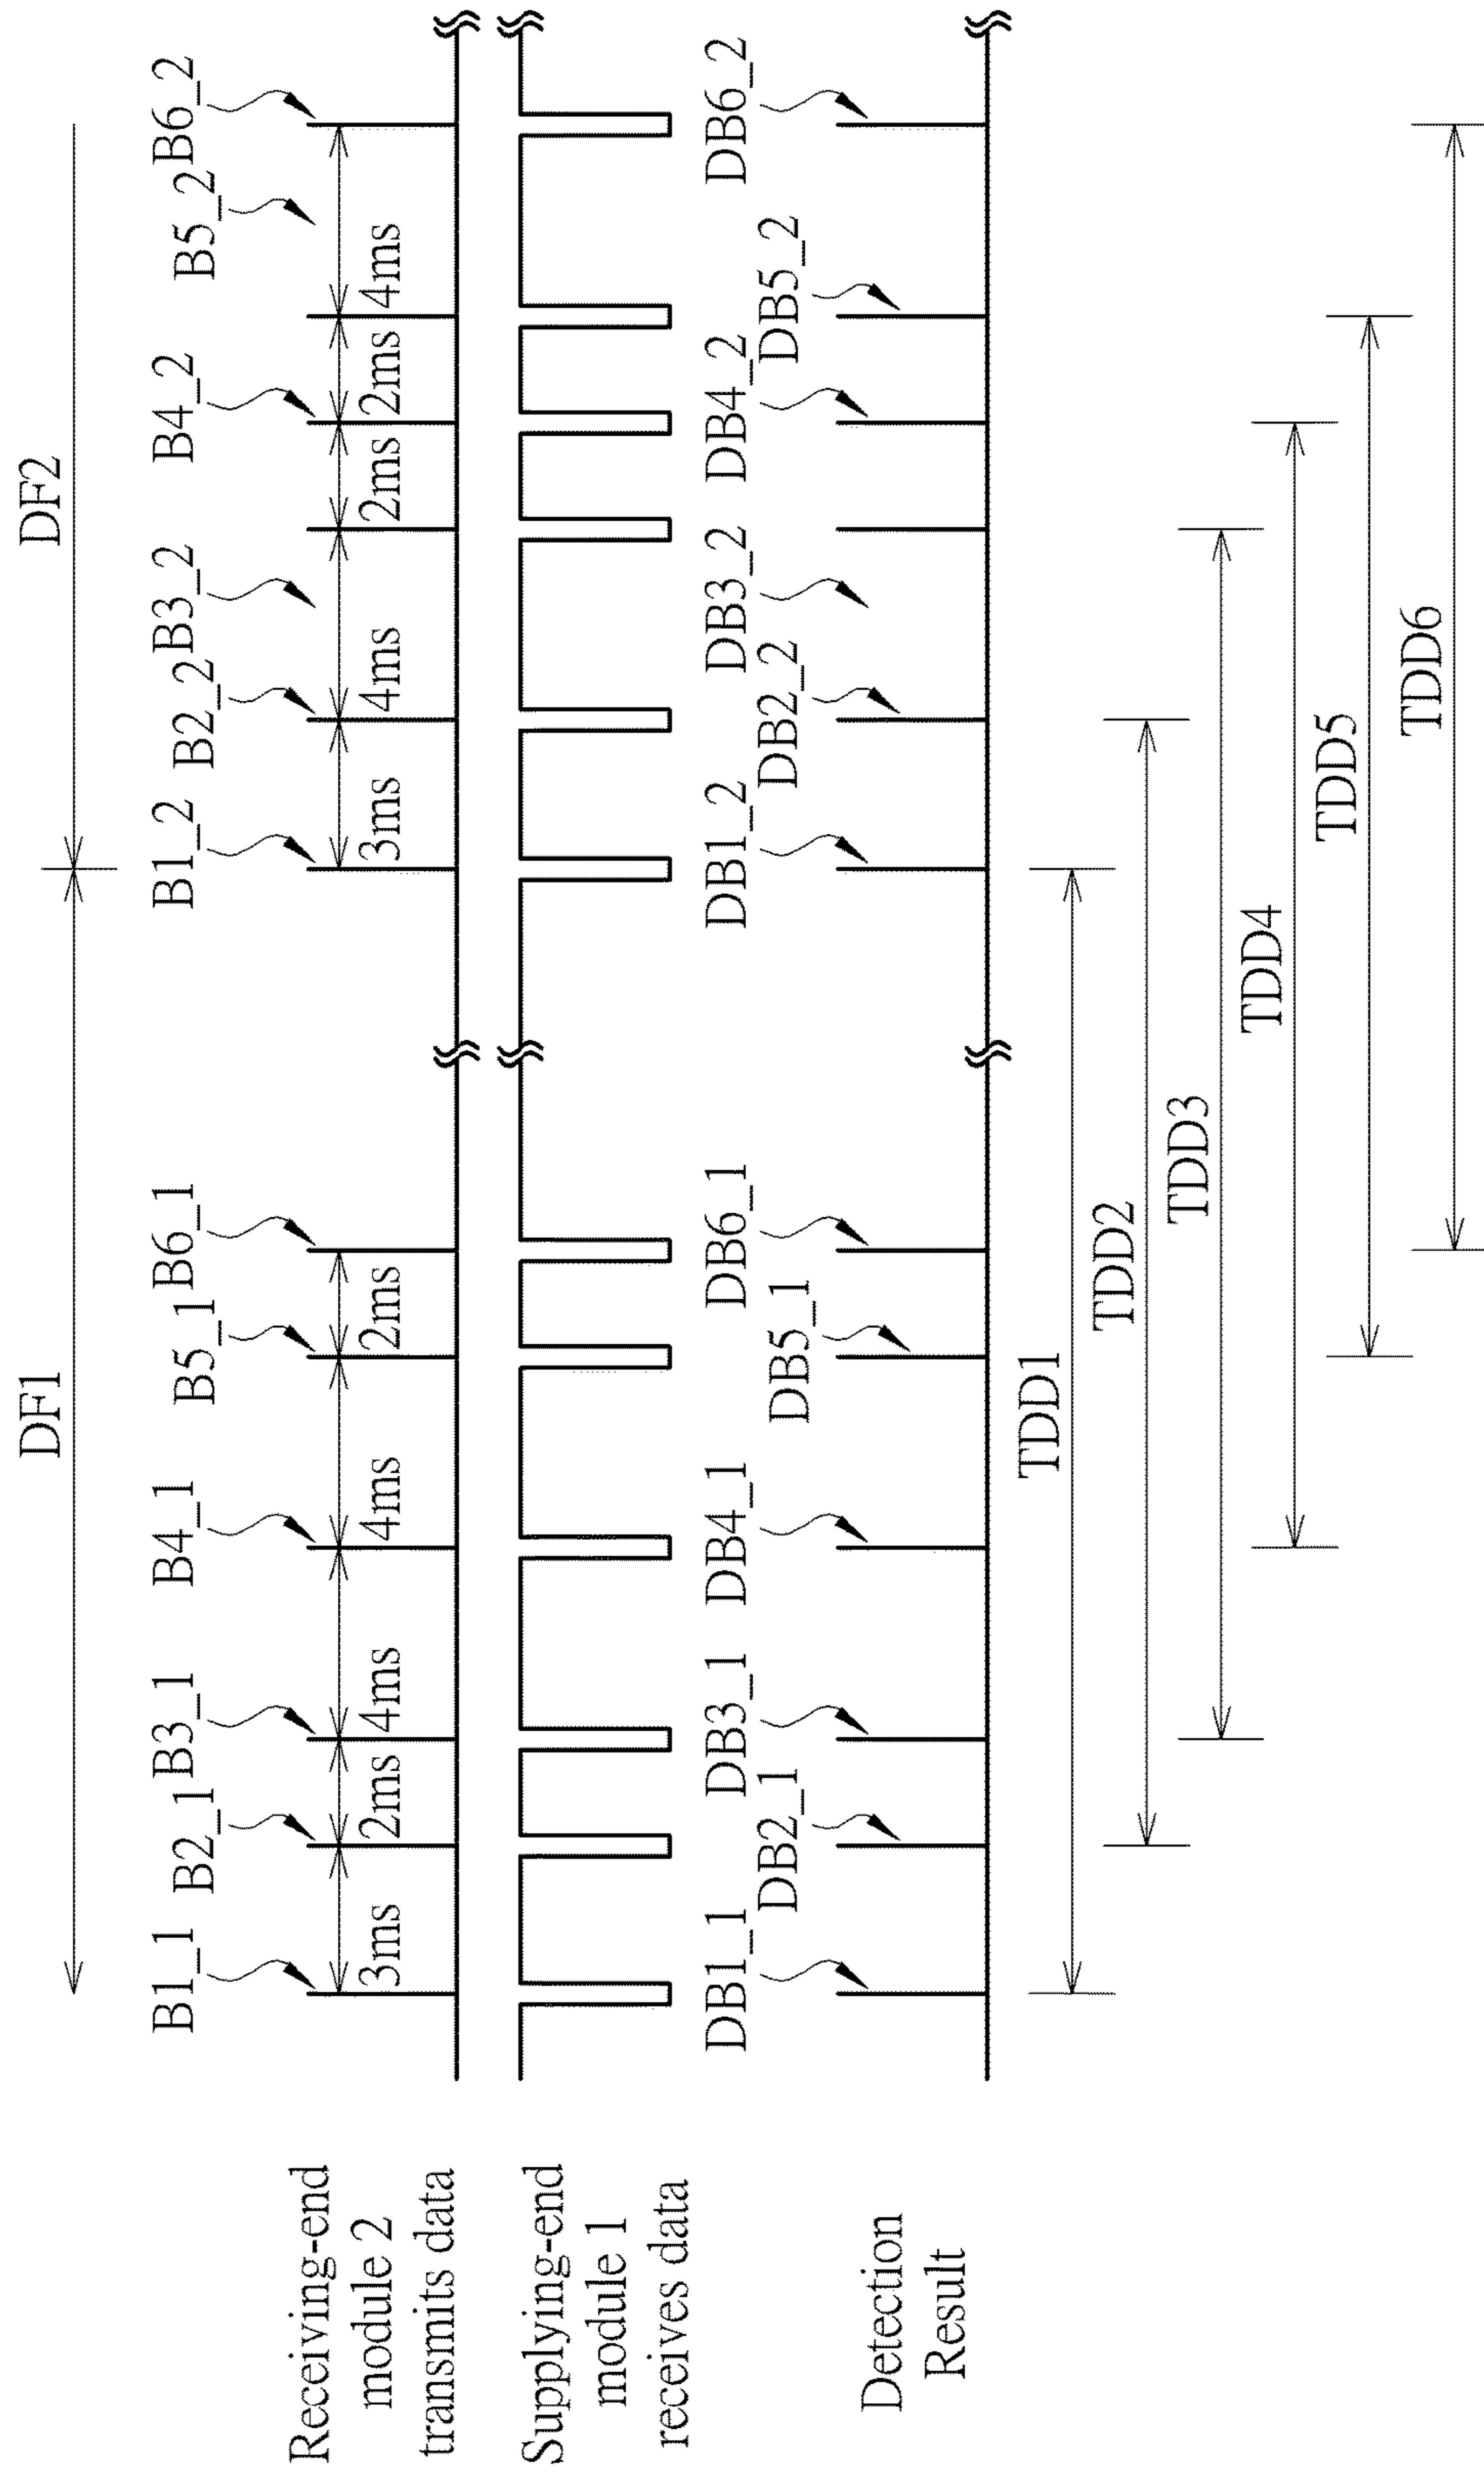 DF1
DF2
B1_1
B2_1
B3_1
B4_1
B5_1
B6_1
B1_2
B2_2
B3_2
B4_2
B5_2
B6_2
Receiving-end
module 2
transmits data
3ms
2ms
4ms
4ms
2ms
3ms
4ms
2ms
2ms
4ms
Supplying-end
module 1
receives data
DB1_1
DB2_1
DB3_1
DB4_1
DB5_1
DB6_1
DB1_2
DB2_2
DB3_2
DB4_2
DB5_2
DB6_2
Detection
Result
TDD1
TDD2
TDD3
TDD4
TDD5
TDD6